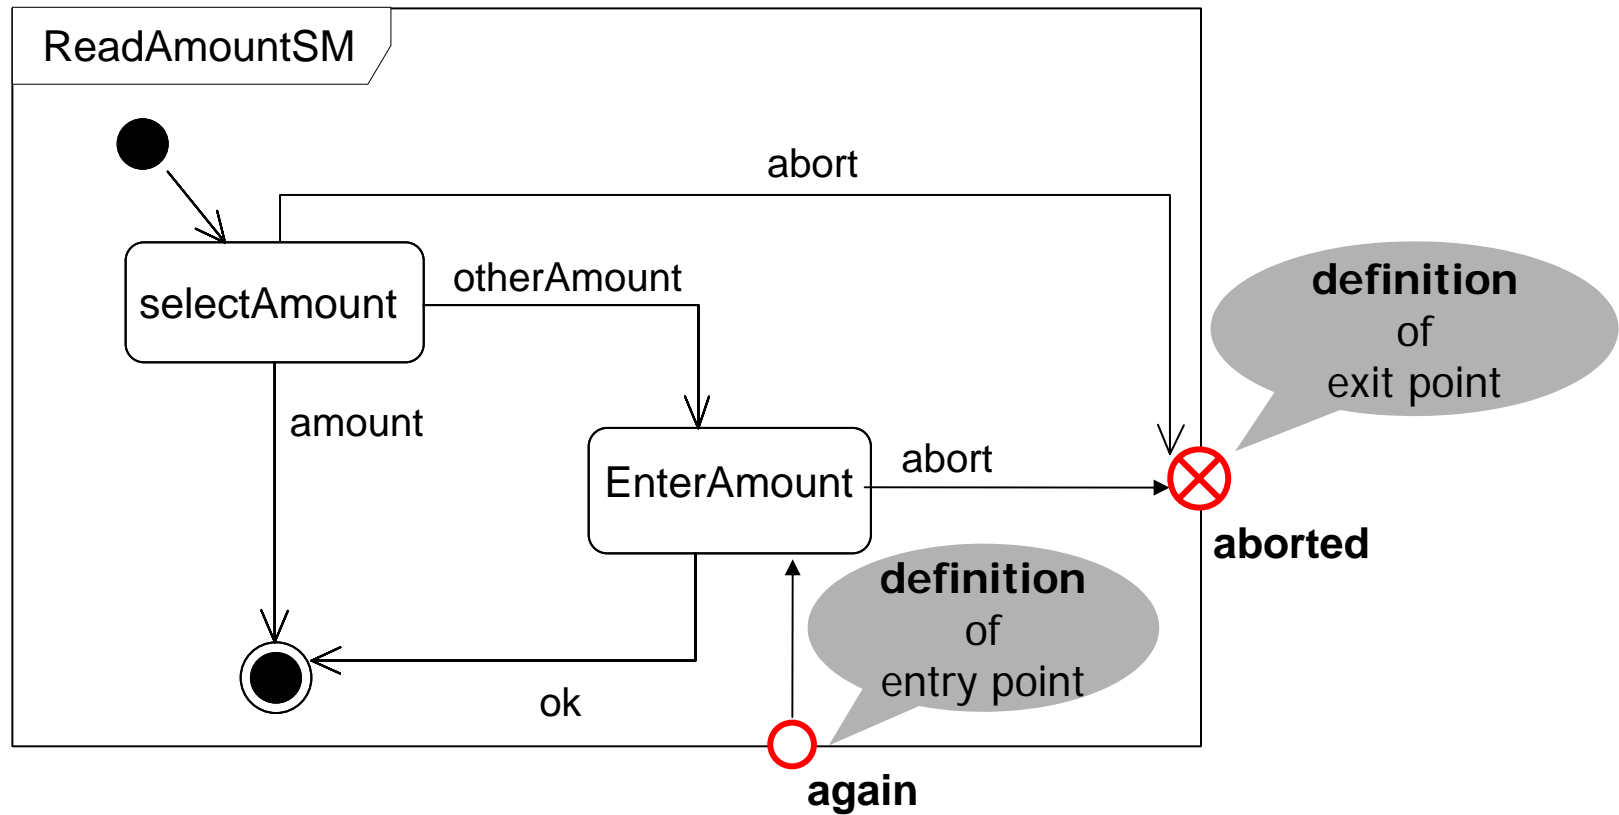 ReadAmountSM
abort
selectAmount
otherAmount
definition
of
exit point
amount
EnterAmount
abort
aborted
definition
of
entry point
ok
again